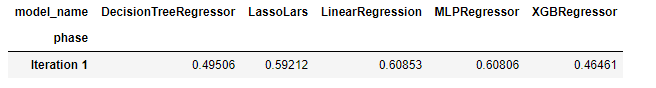 model_name DecisionTreeRegressor LassoLars LinearRegression MLPRegressor XGBRegressor
phase
Iteration 1 0.49506 0.59212 0.60853 0.60806 0.46461